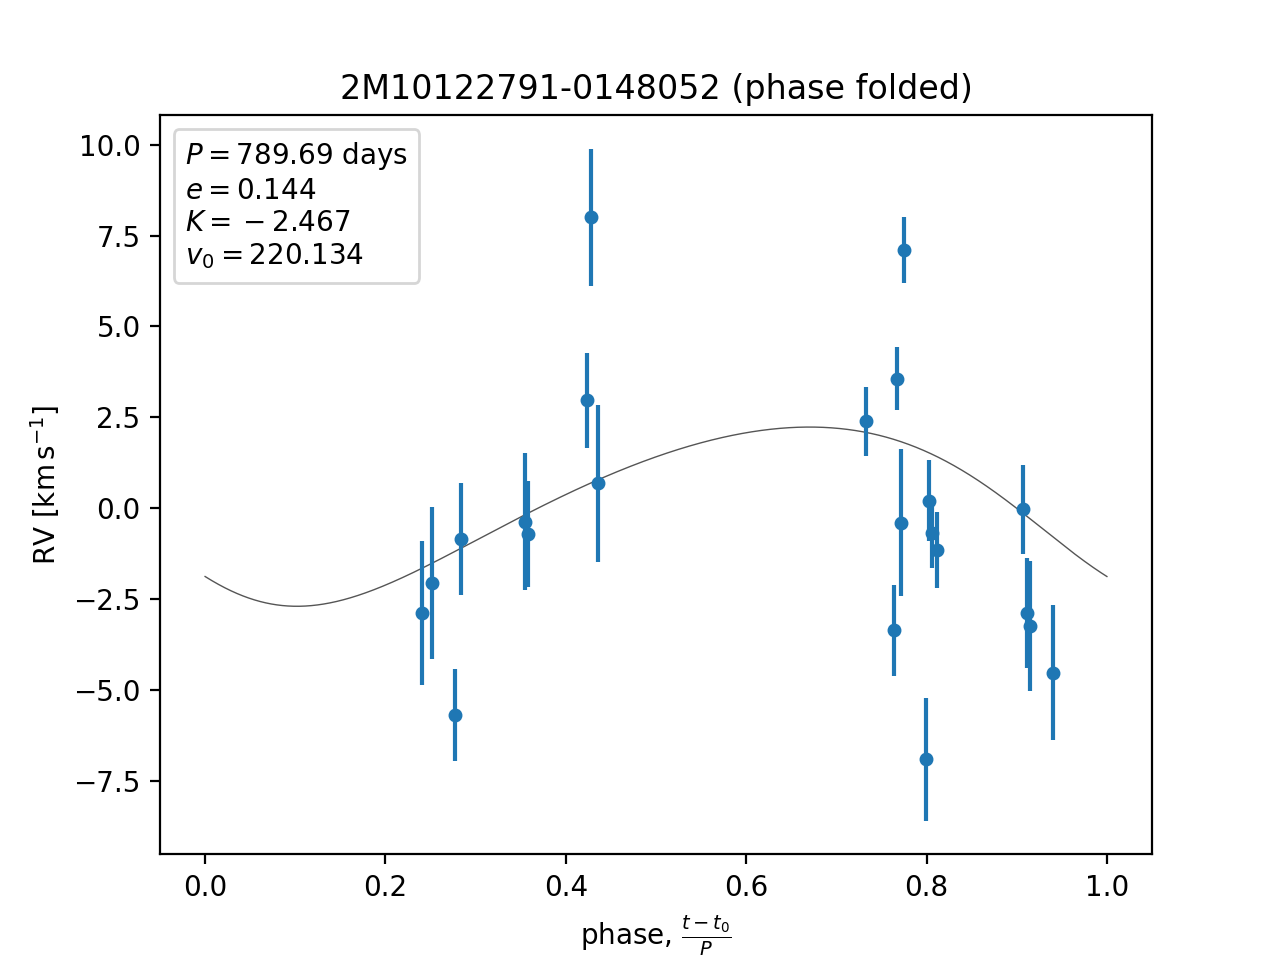 2M10122791-0148052 (phase folded)
P = 789.69 days
e = 0.144
K = −2.467
v₀ = 220.134
10.0
7.5
5.0
2.5
0.0
−2.5
−5.0
−7.5
RV [km s⁻¹]
0.0 0.2 0.4 0.6 0.8 1.0
phase, (t − t₀)/P